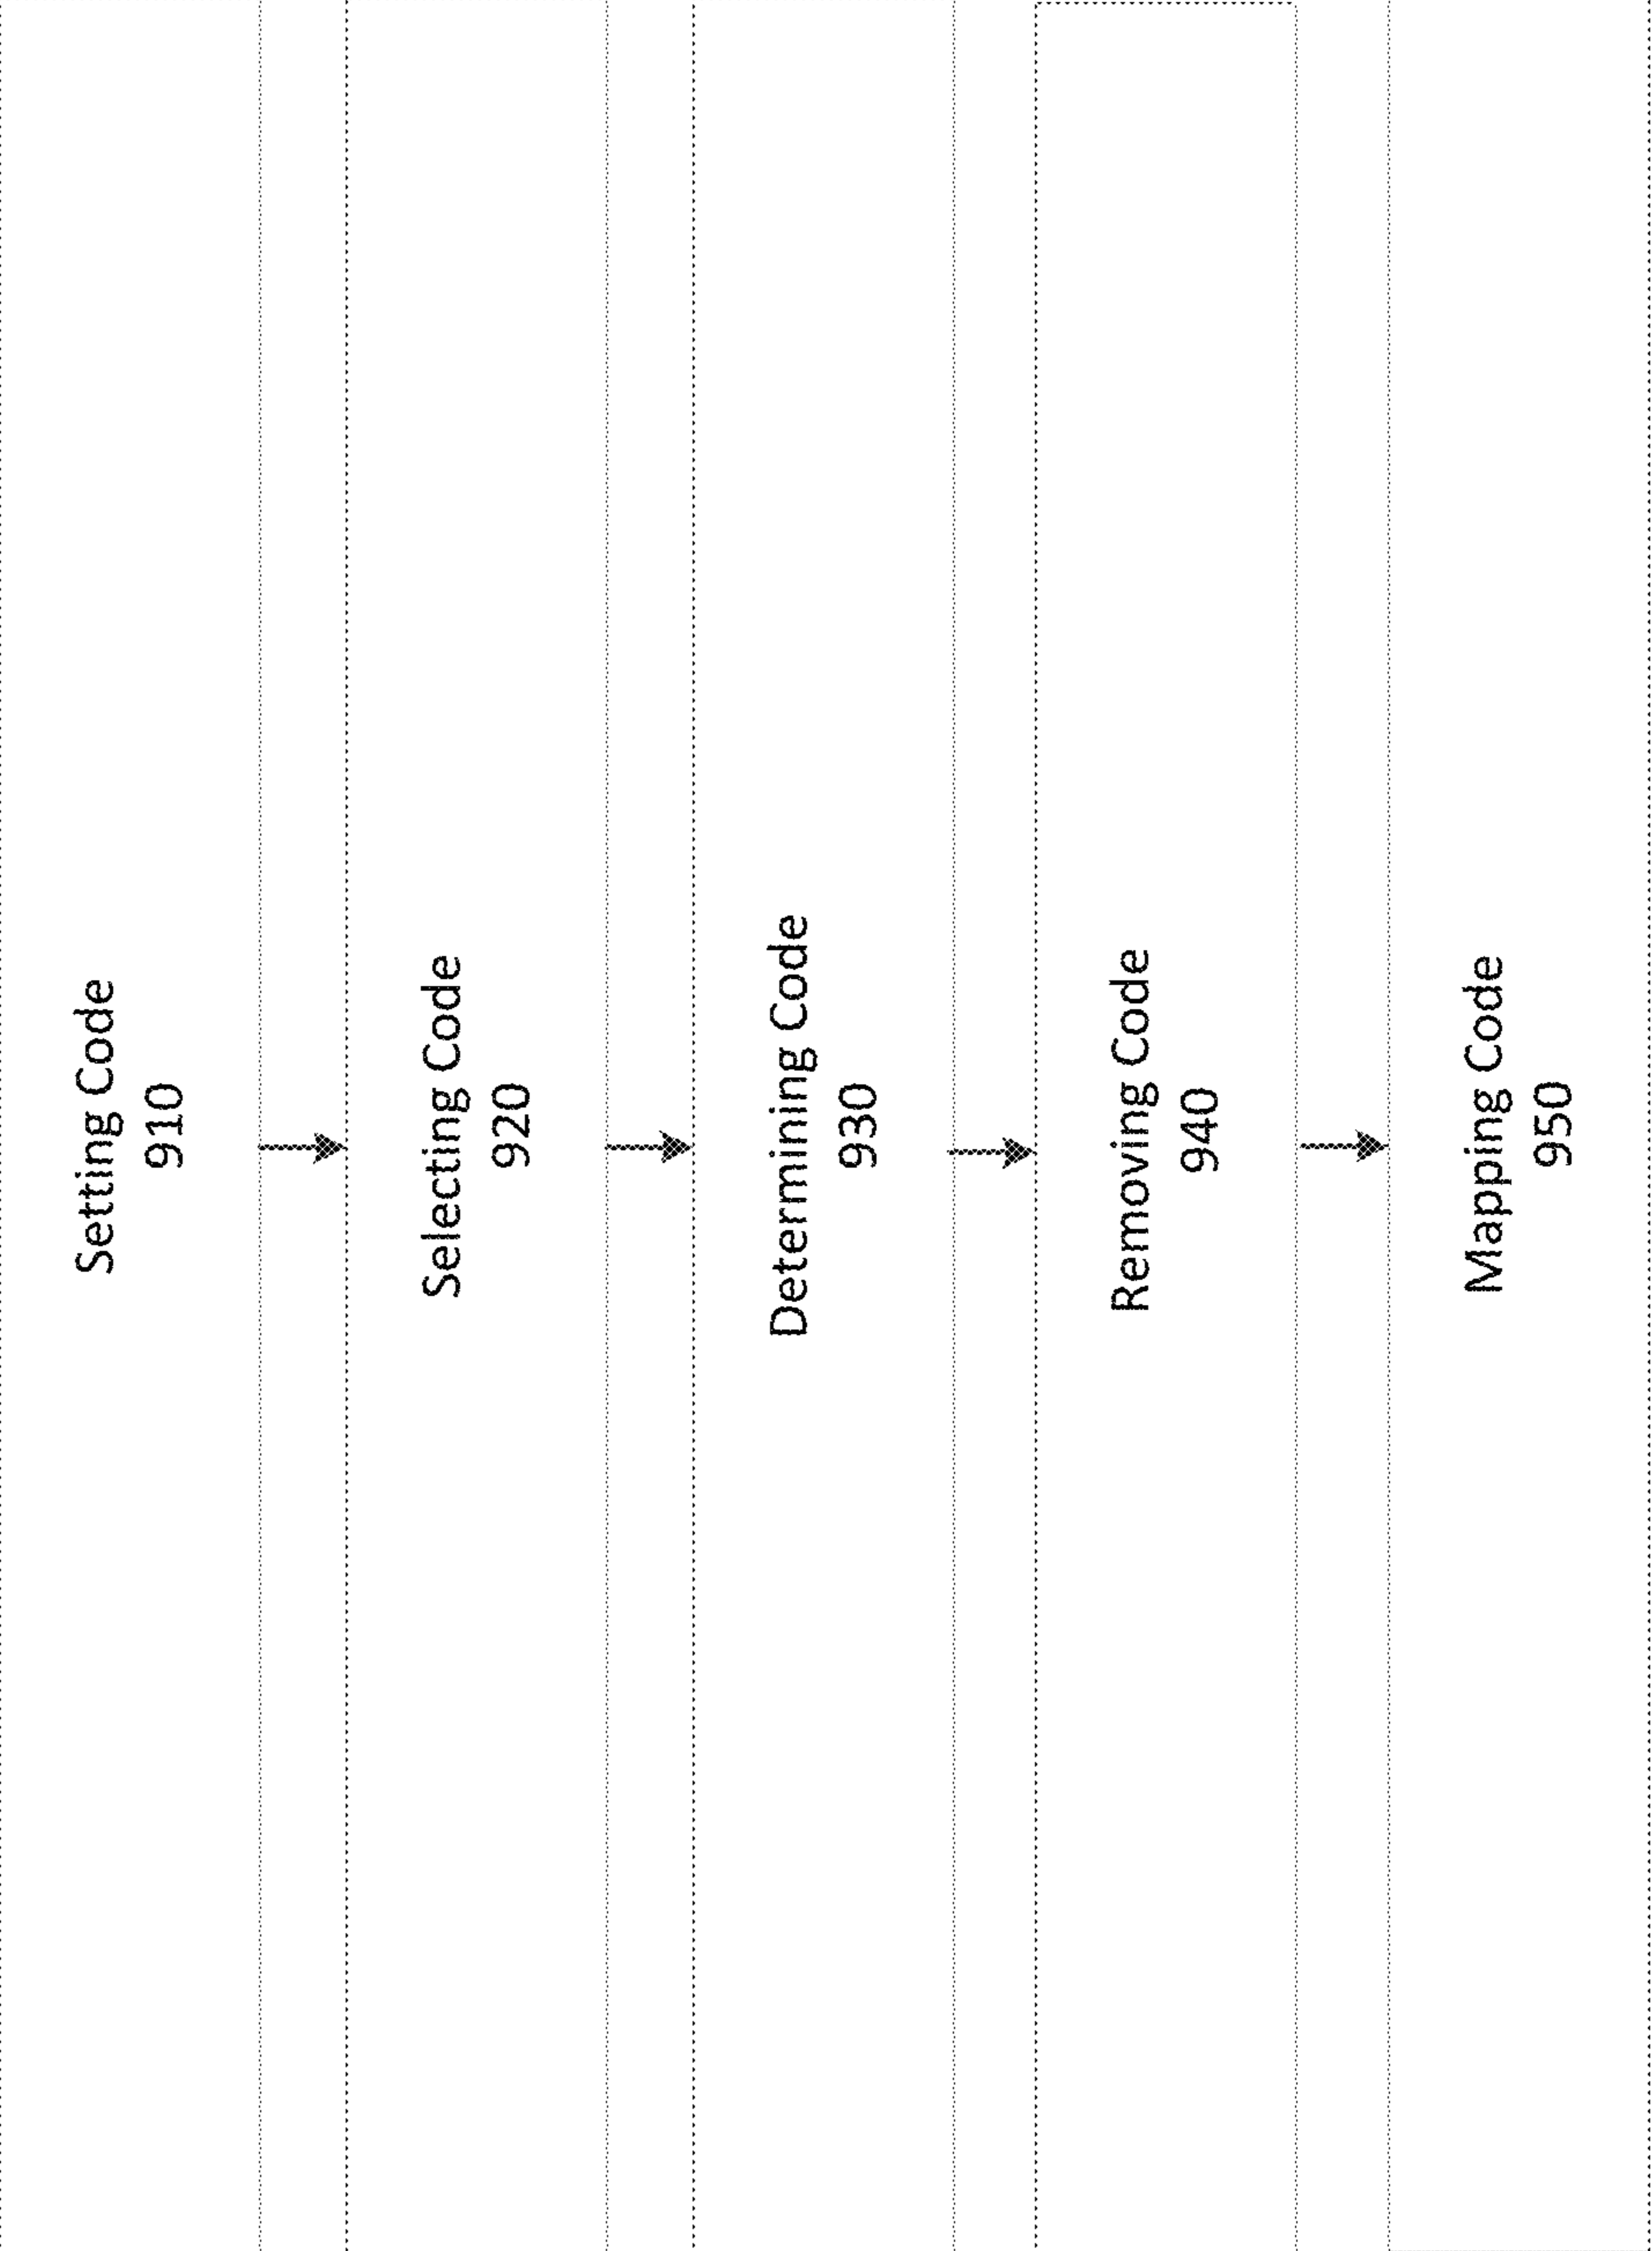 Setting Code
910
Selecting Code
920
Determining Code
930
Removing Code
940
Mapping Code
950